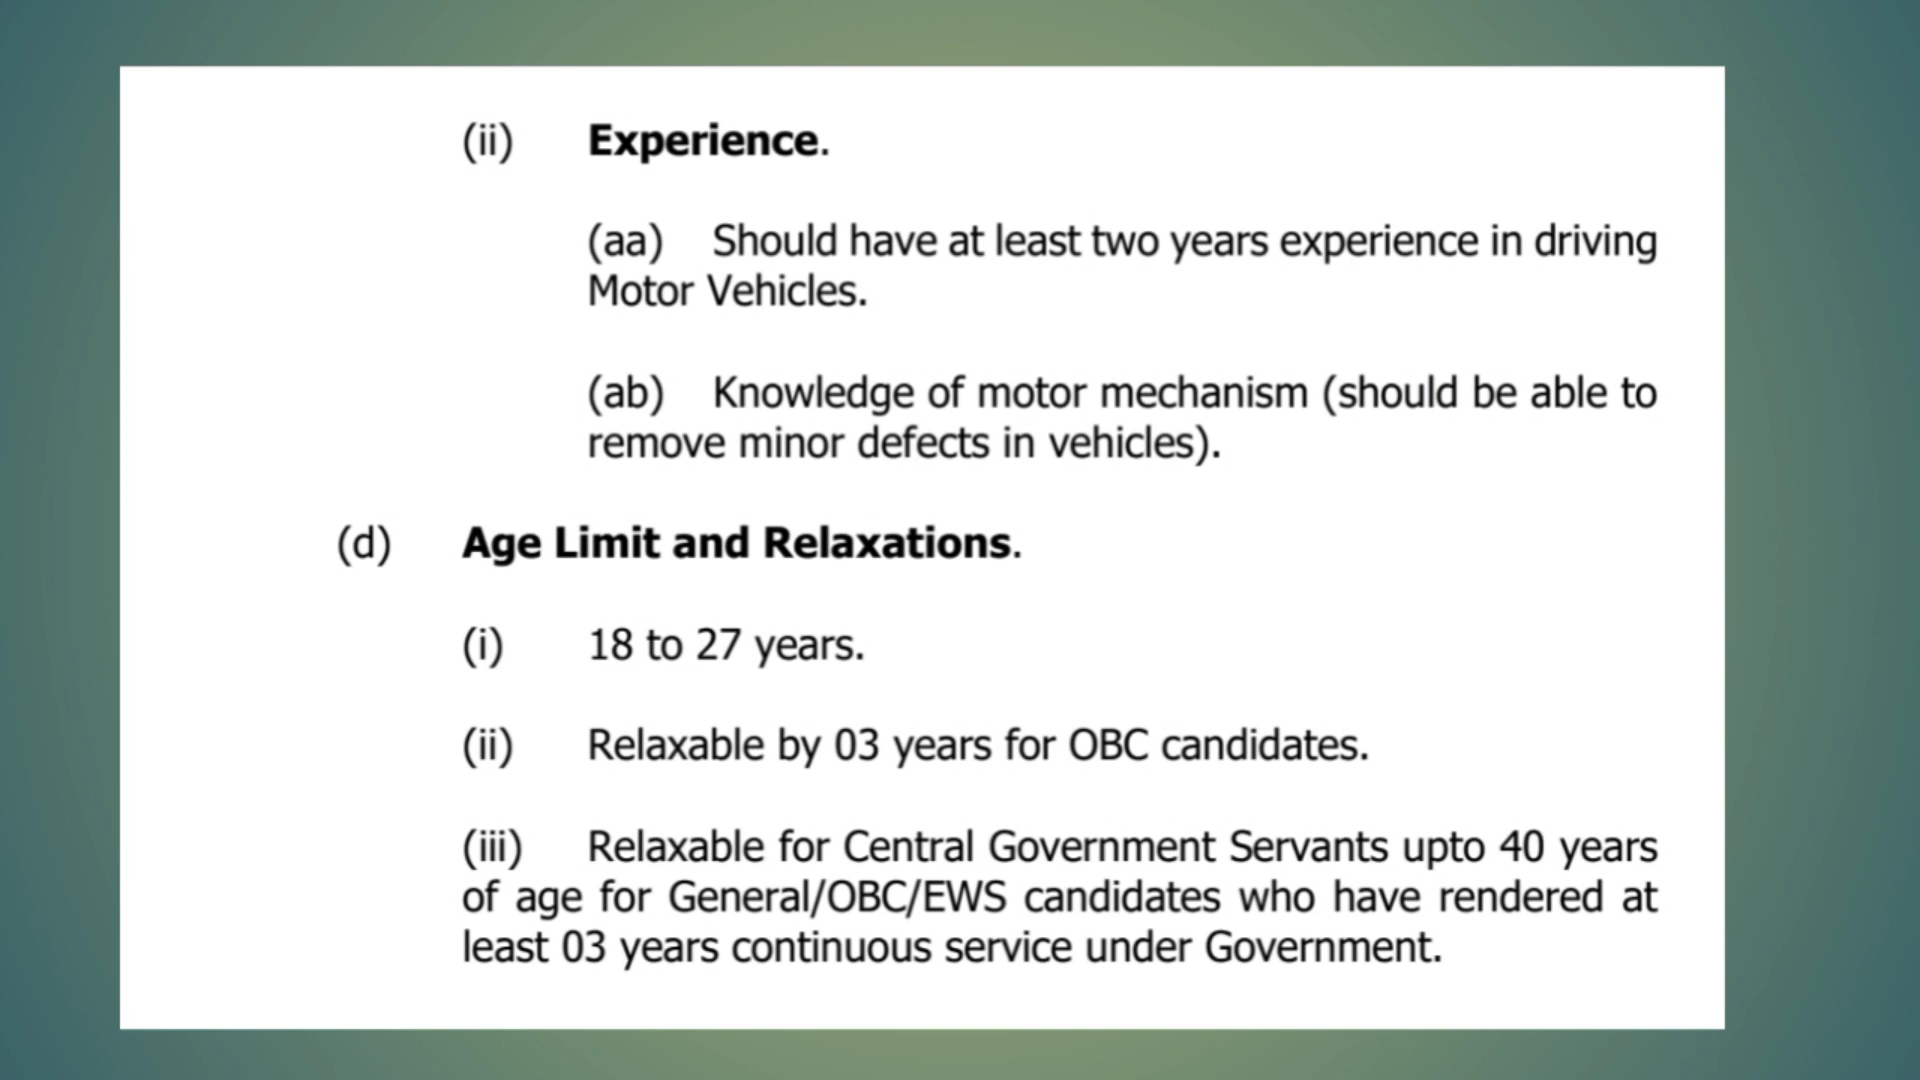 (ii) Experience.
(aa) Should have at least two years experience in driving
Motor Vehicles.
(ab) Knowledge of motor mechanism (should be able to
remove minor defects in vehicles).
(d) Age Limit and Relaxations.
(i) 18 to 27 years.
(ii) Relaxable by 03 years for OBC candidates.
(iii) Relaxable for Central Government Servants upto 40 years
of age for General/OBC/EWS candidates who have rendered at
least 03 years continuous service under Government.